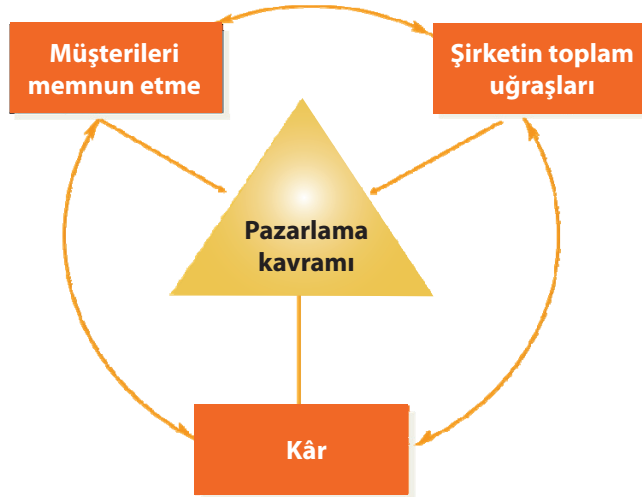 Müşterileri
memnun etme
Şirketin toplam
uğraşları
Pazarlama
kavramı
Kâr